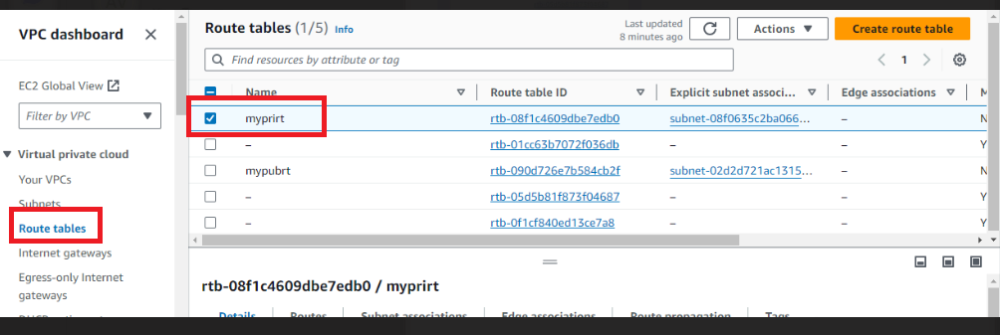 VPC dashboard
EC2 Global View
Filter by VPC
Virtual private cloud
Your VPCs
Subnets
Route tables
Internet gateways
Egress-only Internet
gateways
Route tables (1/5) Info
Last updated
8 minutes ago
Actions
Create route table
Find resources by attribute or tag
1
Name Route table ID Explicit subnet associ... Edge associations M
myprirt rtb-08f1c4609dbe7edb0 subnet-08f0635c2ba066... – N
– rtb-01cc63b7072f036db – – Y
mypubrt rtb-090d726e7b584cb2f subnet-02d2d721ac1315... – N
– rtb-05d5b81f873f04687 – – Y
– rtb-0f1cf840ed13ce7a8 – – Y
rtb-08f1c4609dbe7edb0 / myprirt
Details Routes Subnet associations Edge associations Route propagation Tags